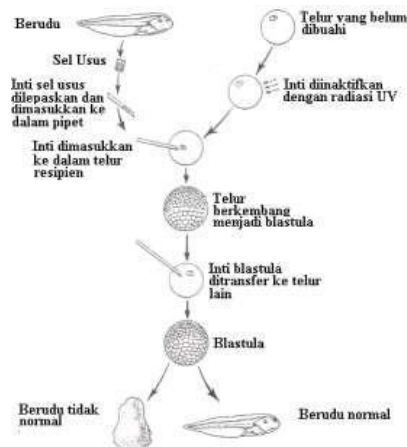 Berudu
Telur yang belum
dibuahi
Sel Usus
Inti sel usus
dilepaskan dan
dimasukkan ke
dalam pipet
Inti diinaktifkan
dengan radiasi UV
Inti dimasukkan
ke dalam telur
resipien
Telur
berkembang
menjadi blastula
Inti blastula
ditransfer ke telur
lain
Blastula
Berudu tidak
normal
Berudu normal